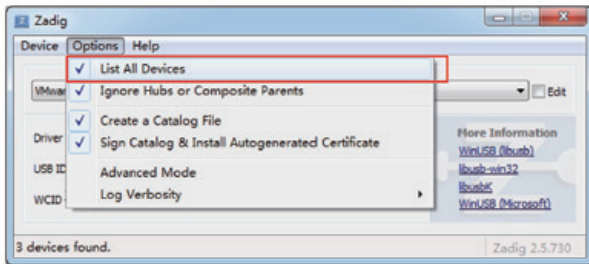 Zadig
Device Options Help
List All Devices
Ignore Hubs or Composite Parents
Edit
Create a Catalog File
Sign Catalog & Install Autogenerated Certificate
Advanced Mode
Log Verbosity
Driver
USB ID
WCID
More Information
WinUSB (libusb)
libusb-win32
libusbK
WinUSB (Microsoft)
3 devices found.
Zadig 2.5.730